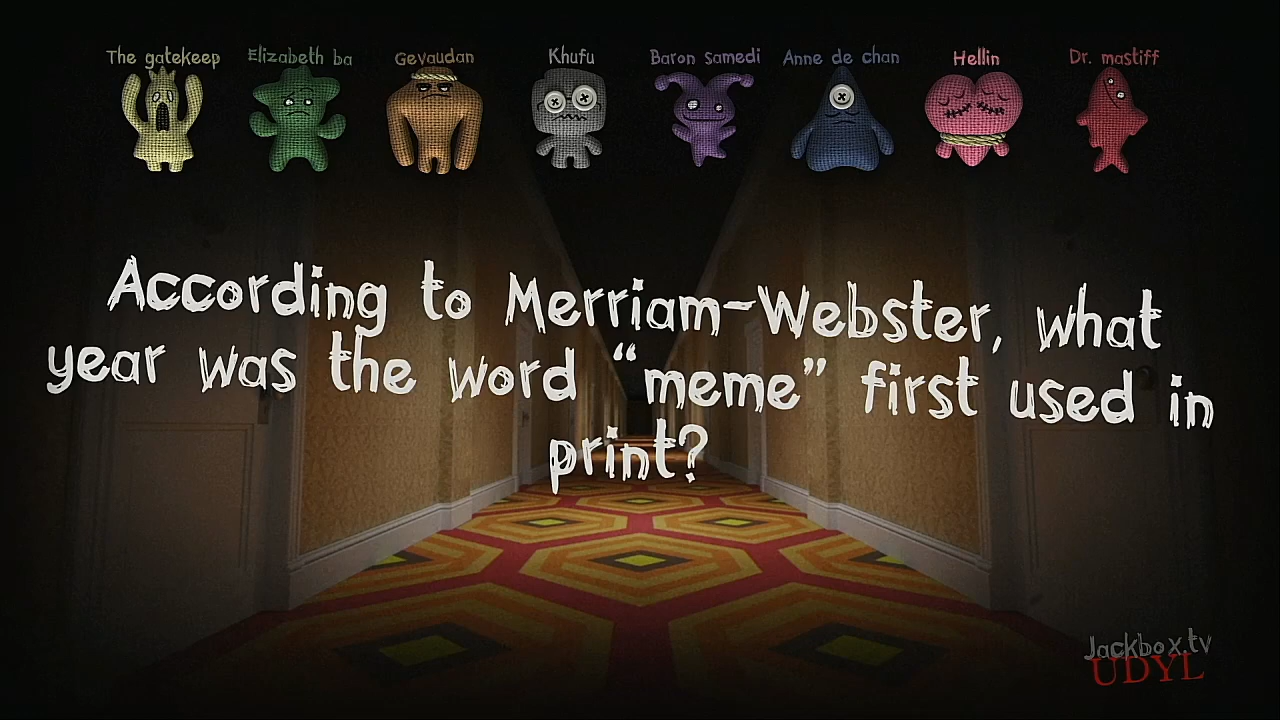 The gatekeep
Elizabeth ba
Gevaudan
Khufu
Baron samedi
Anne de chan
Hellin
Dr. mastiff
According to Merriam-Webster, what
year was the word “meme” first used in
print?
Jackbox.tv
UDYL